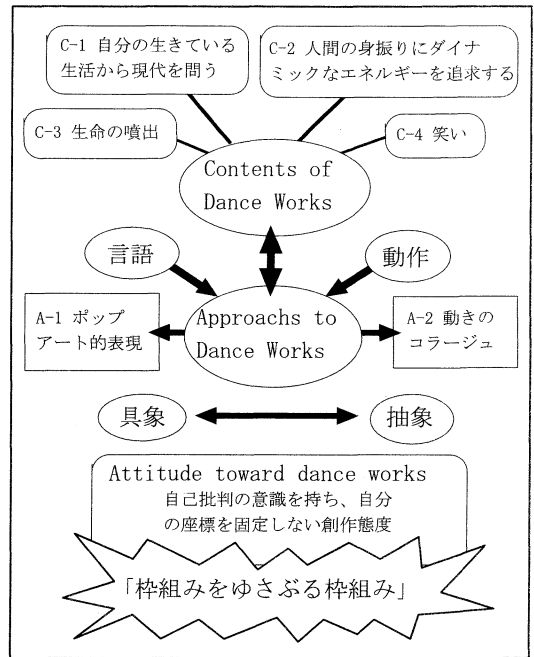 C-1 自分の生きている
生活から現代を問う
C-2 人間の身振りにダイナ
ミックなエネルギーを追求する
C-3 生命の噴出
C-4 笑い
Contents of
Dance Works
言語
動作
A-1 ポップ
アート的表現
Approachs to
Dance Works
A-2 動きの
コラージュ
具象
抽象
Attitude toward dance works
自己批判の意識を持ち、自分
の座標を固定しない創作態度
「枠組みをゆさぶる枠組み」